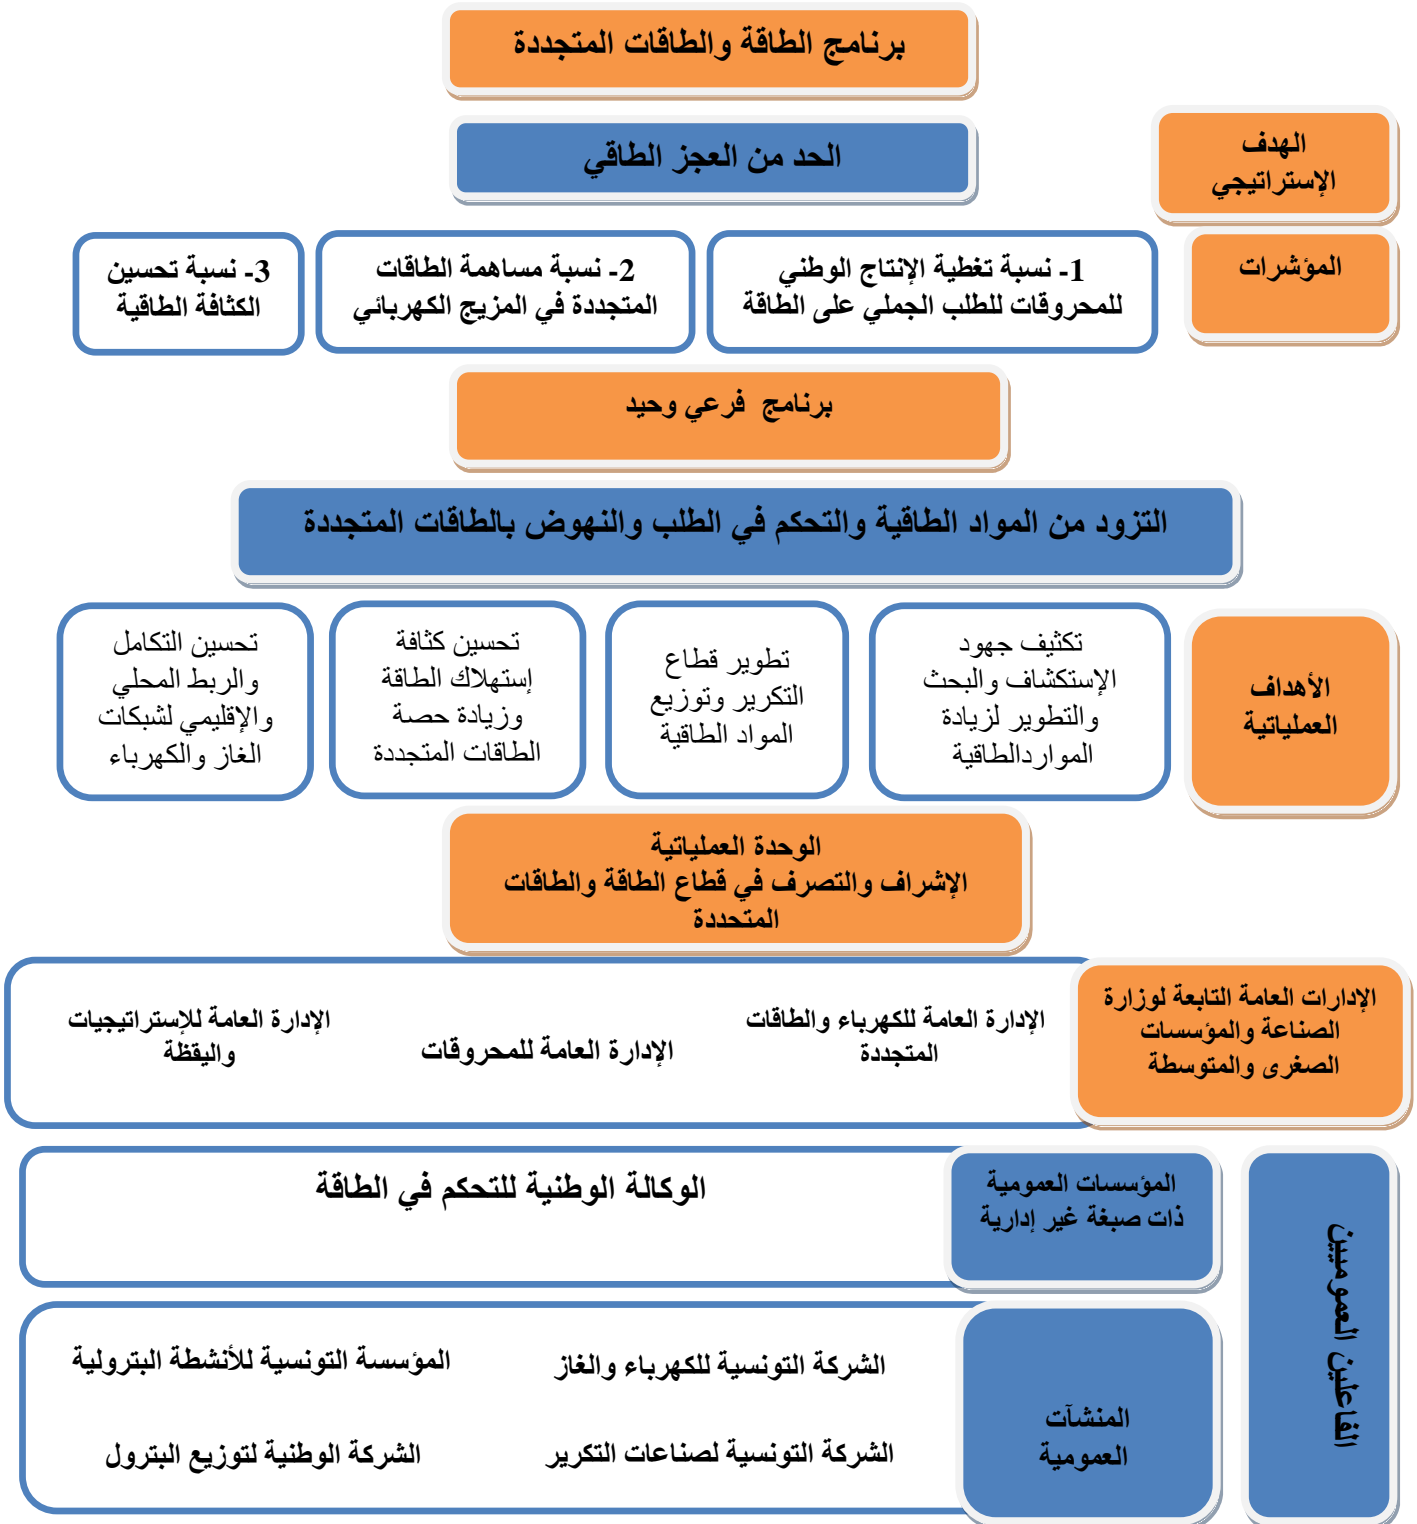 برنامج الطاقة والطاقات المتجددة
الهدف
الإستراتيجي
الحد من العجز الطاقي
المؤشرات
1- نسبة تغطية الإنتاج الوطني
للمحروقات للطلب الجملي على الطاقة
2- نسبة مساهمة الطاقات
المتجددة في المزيج الكهربائي
3- نسبة تحسين
الكثافة الطاقية
برنامج فرعي وحيد
التزود من المواد الطاقية والتحكم في الطلب والنهوض بالطاقات المتجددة
الأهداف
العملياتية
تكثيف جهود
الإستكشاف والبحث
والتطوير لزيادة
المواردالطاقية
تطوير قطاع
التكرير وتوزيع
المواد الطاقية
تحسين كثافة
إستهلاك الطاقة
وزيادة حصة
الطاقات المتجددة
تحسين التكامل
والربط المحلي
والإقليمي لشبكات
الغاز والكهرباء
الوحدة العملياتية
الإشراف والتصرف في قطاع الطاقة والطاقات
المتحددة
الإدارات العامة التابعة لوزارة
الصناعة والمؤسسات
الصغرى والمتوسطة
الإدارة العامة للكهرباء والطاقات
المتجددة
الإدارة العامة للمحروقات
الإدارة العامة للإستراتيجيات
واليقظة
الفاعلين العموميين
المؤسسات العمومية
ذات صبغة غير إدارية
الوكالة الوطنية للتحكم في الطاقة
المنشآت
العمومية
الشركة التونسية للكهرباء والغاز
المؤسسة التونسية للأنشطة البترولية
الشركة التونسية لصناعات التكرير
الشركة الوطنية لتوزيع البترول